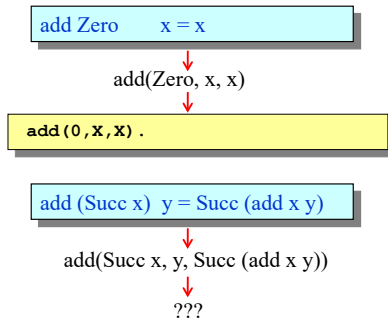 add Zero x = x
add(Zero, x, x)
add(0,X,X).
add (Succ x) y = Succ (add x y)
add(Succ x, y, Succ (add x y))
???